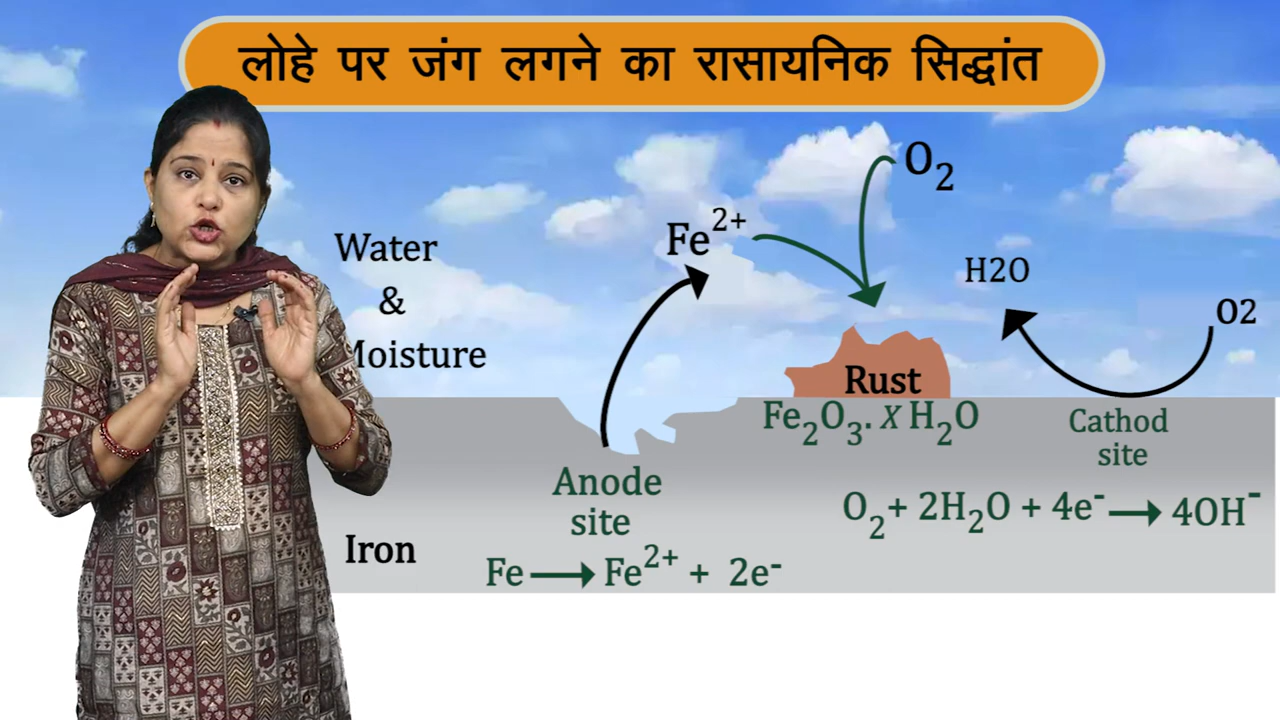 लोहे पर जंग लगने का रासायनिक सिद्धांत
O₂
Fe²⁺
Water
&
Moisture
H2O
O2
Rust
Fe₂O₃. X H₂O
Cathod
site
Anode
site
O₂+ 2H₂O + 4e⁻ → 4OH⁻
Iron
Fe → Fe²⁺ + 2e⁻